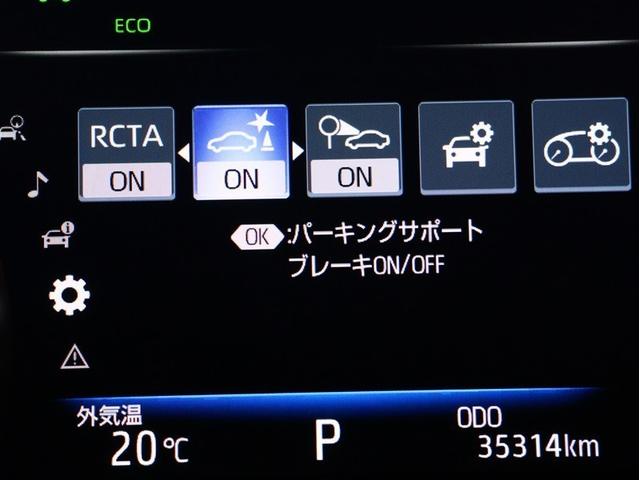 ECO
RCTA
ON
ON
ON
OK:パーキングサポート
ブレーキON/OFF
外気温
20℃
P
ODO
35314km